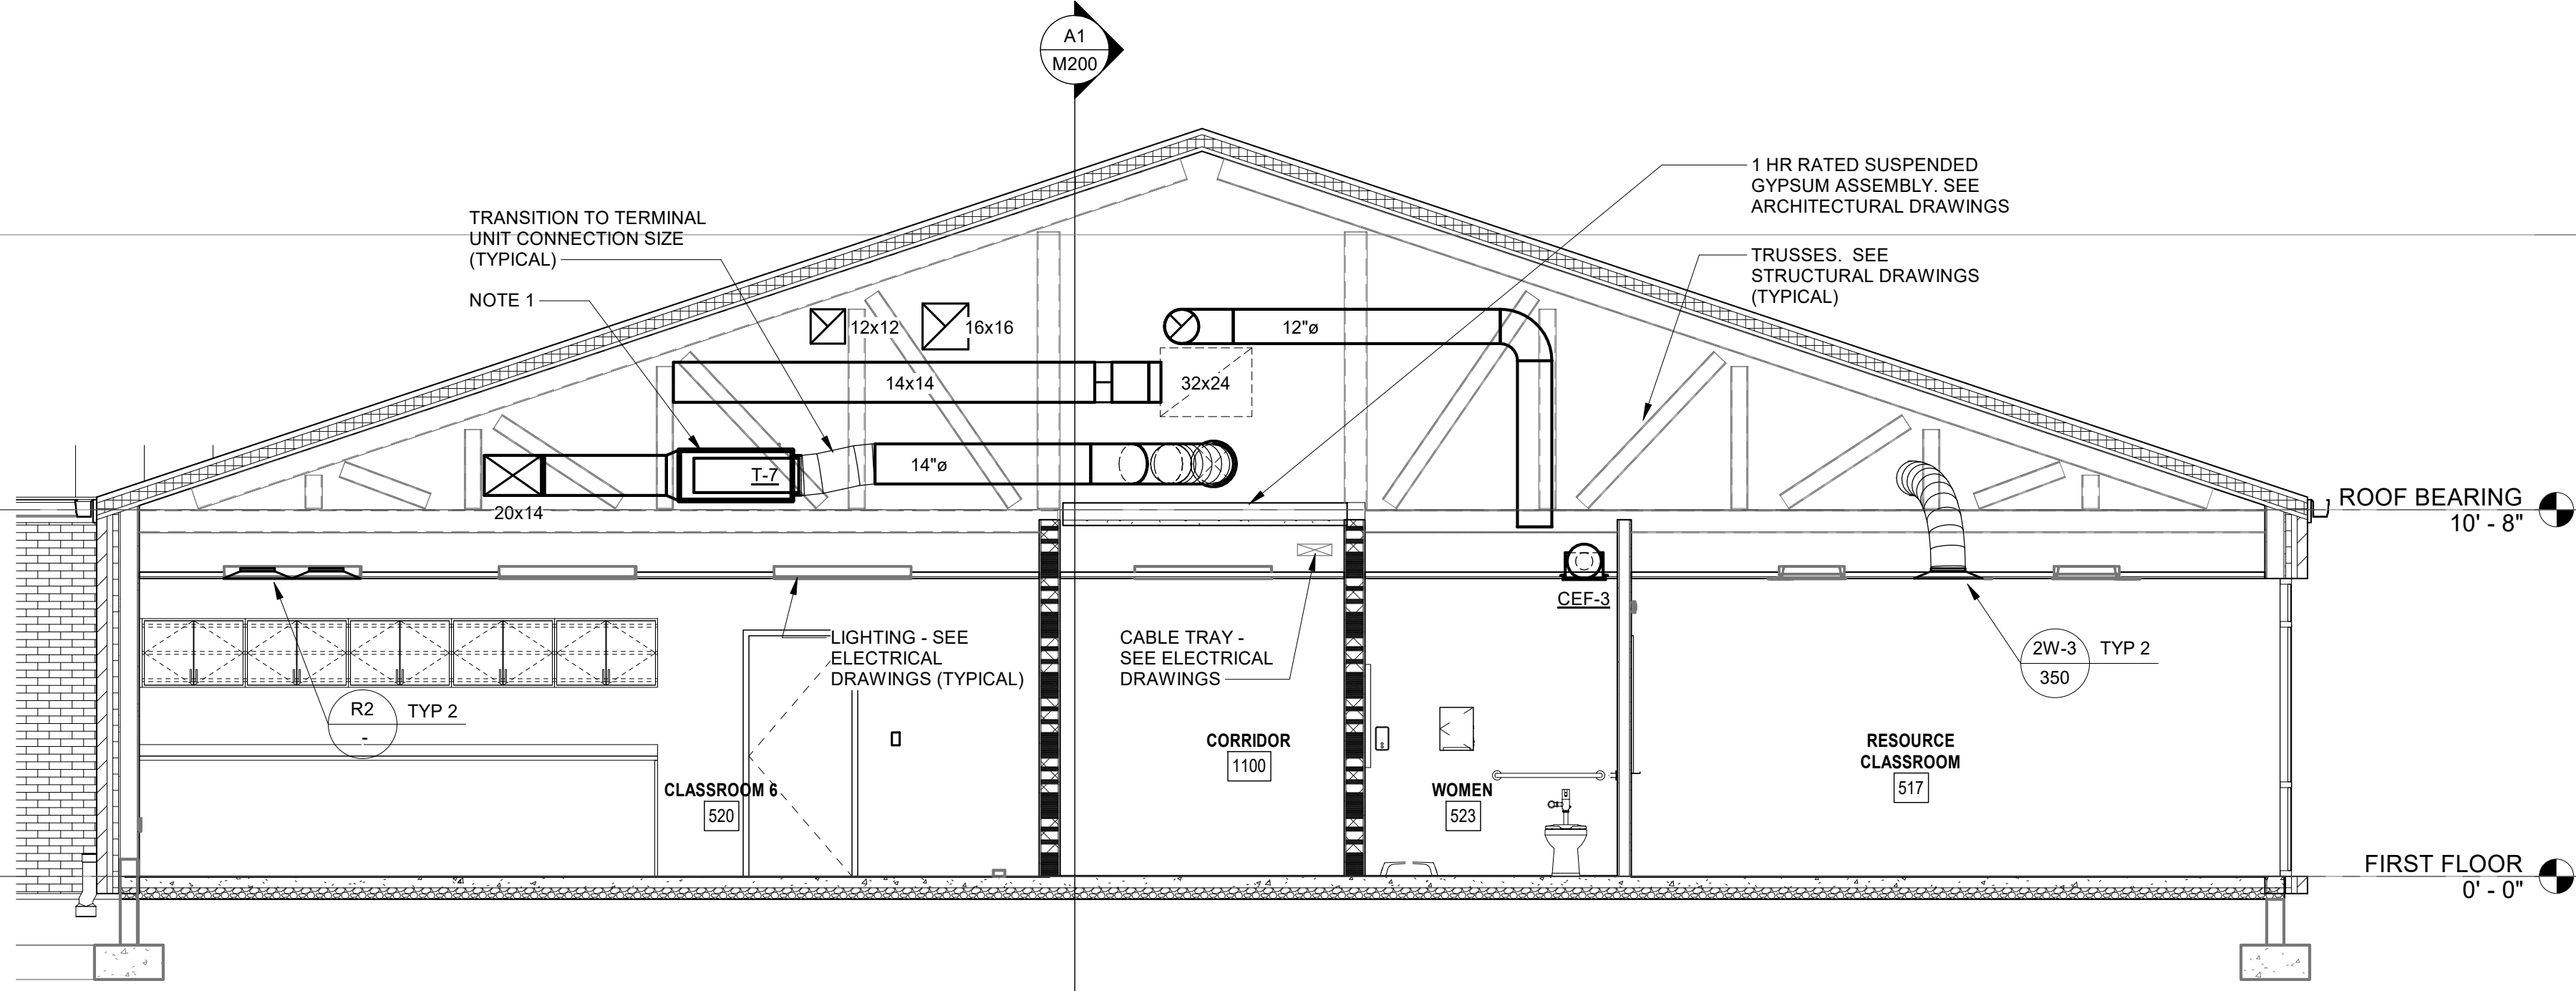 A1
M200
1 HR RATED SUSPENDED
GYPSUM ASSEMBLY. SEE
ARCHITECTURAL DRAWINGS
TRANSITION TO TERMINAL
UNIT CONNECTION SIZE
(TYPICAL)
TRUSSES. SEE
STRUCTURAL DRAWINGS
(TYPICAL)
NOTE 1
12x12
16x16
12"ø
14x14
32x24
T-7
14"ø
20x14
ROOF BEARING
10' - 8"
CEF-3
LIGHTING - SEE
ELECTRICAL
DRAWINGS (TYPICAL)
CABLE TRAY -
SEE ELECTRICAL
DRAWINGS
2W-3 TYP 2
350
R2 TYP 2
-
CORRIDOR
1100
RESOURCE
CLASSROOM
517
CLASSROOM 6
520
WOMEN
523
FIRST FLOOR
0' - 0"